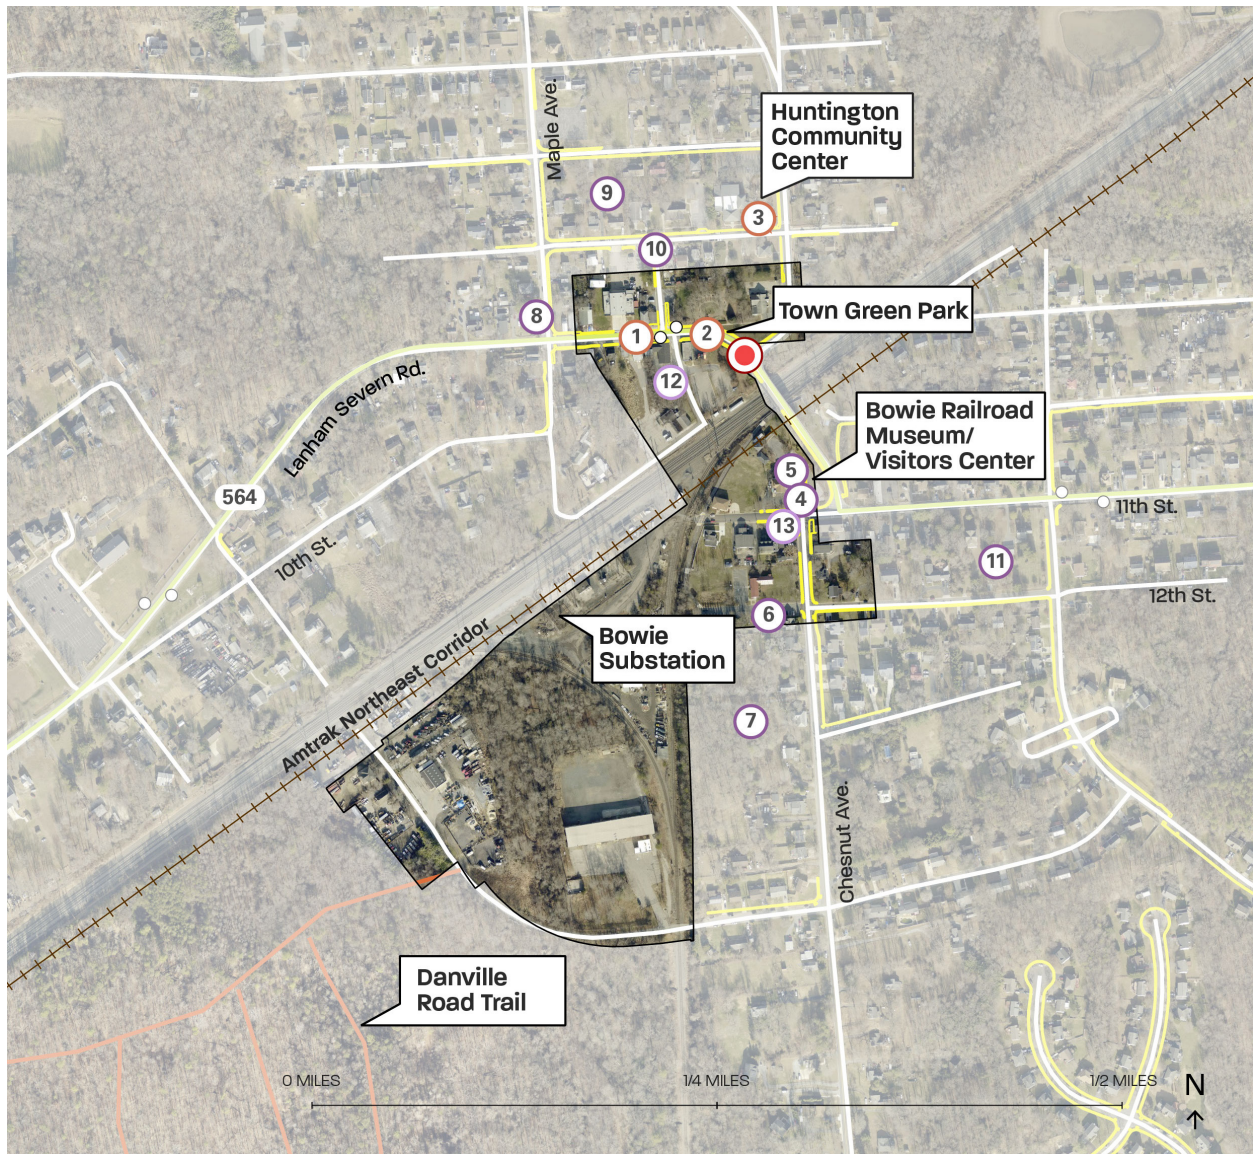 Maple Ave.
Huntington
Community
Center
9
3
10
Town Green Park
8
1
2
12
Lanham Severn Rd.
Bowie Railroad
Museum/
Visitors Center
5
4
564
13
11th St.
10th St.
11
12th St.
6
Bowie
Substation
Amtrak Northeast Corridor
7
Chesnut Ave.
Danville
Road Trail
0 MILES
1/4 MILES
1/2 MILES
N